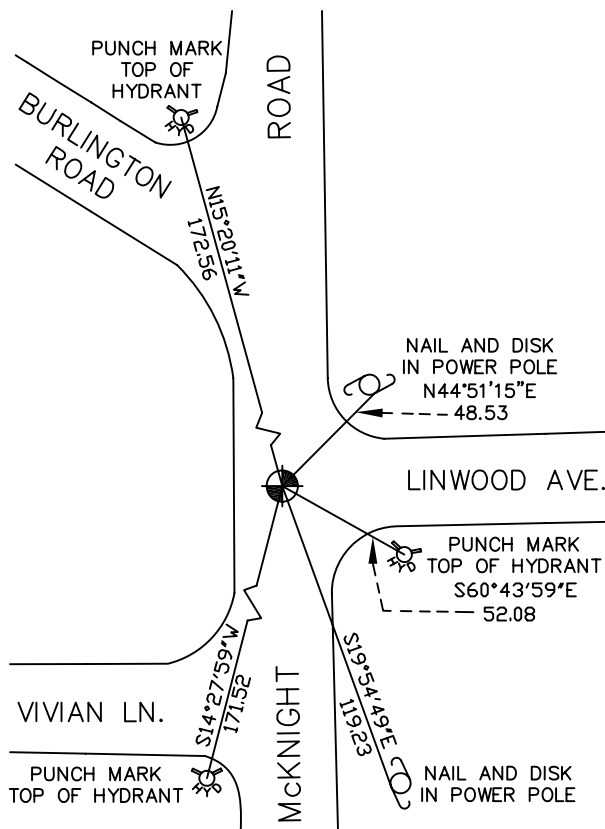 PUNCH MARK
TOP OF
HYDRANT
HYD
ROAD
BURLINGTON
ROAD
N15°20'11"W
172.56
NAIL AND DISK
IN POWER POLE
N44°51'15"E
48.53
LINWOOD AVE.
PUNCH MARK
TOP OF HYDRANT
HYD
S60°43'59"E
52.08
S14°27'59"W
171.52
S19°54'49"E
119.23
VIVIAN LN.
McKNIGHT
PUNCH MARK
TOP OF HYDRANT
HYD
NAIL AND DISK
IN POWER POLE